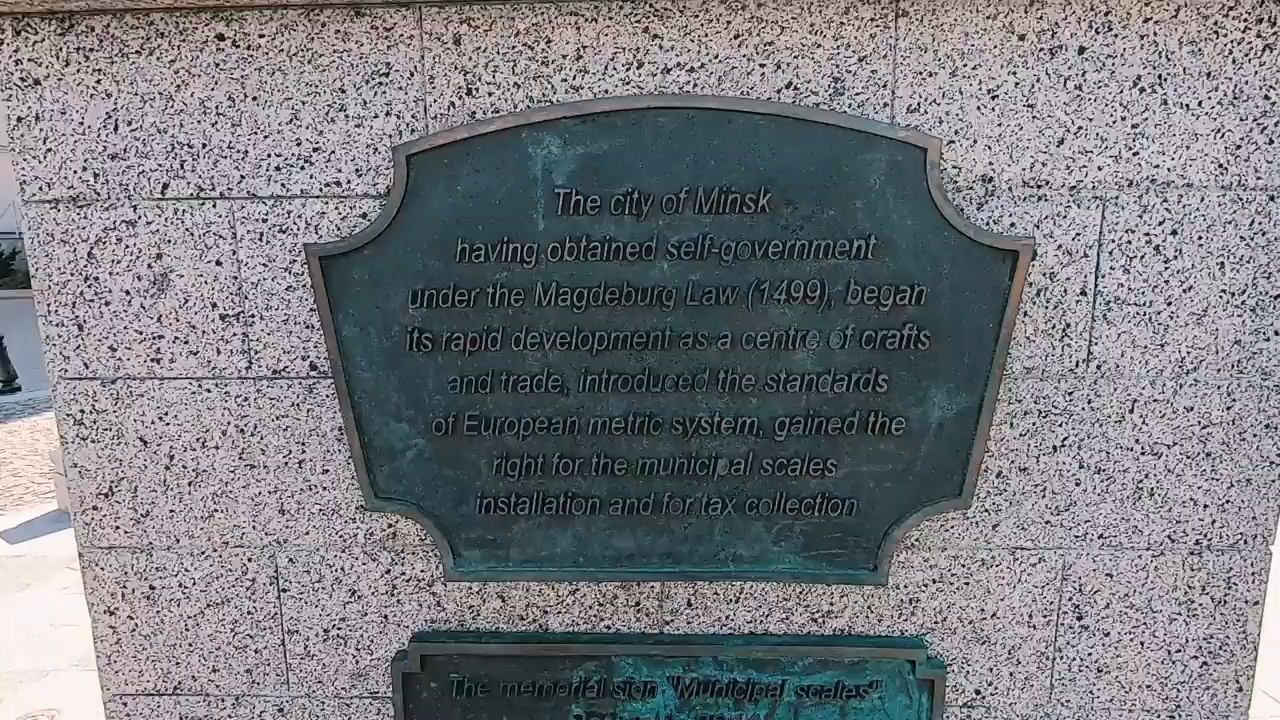 The city of Minsk
having obtained self-government
under the Magdeburg Law (1499), began
its rapid development as a centre of crafts
and trade, introduced the standards
of European metric system, gained the
right for the municipal scales
installation and for tax collection
The memorial sign "Municipal scales"